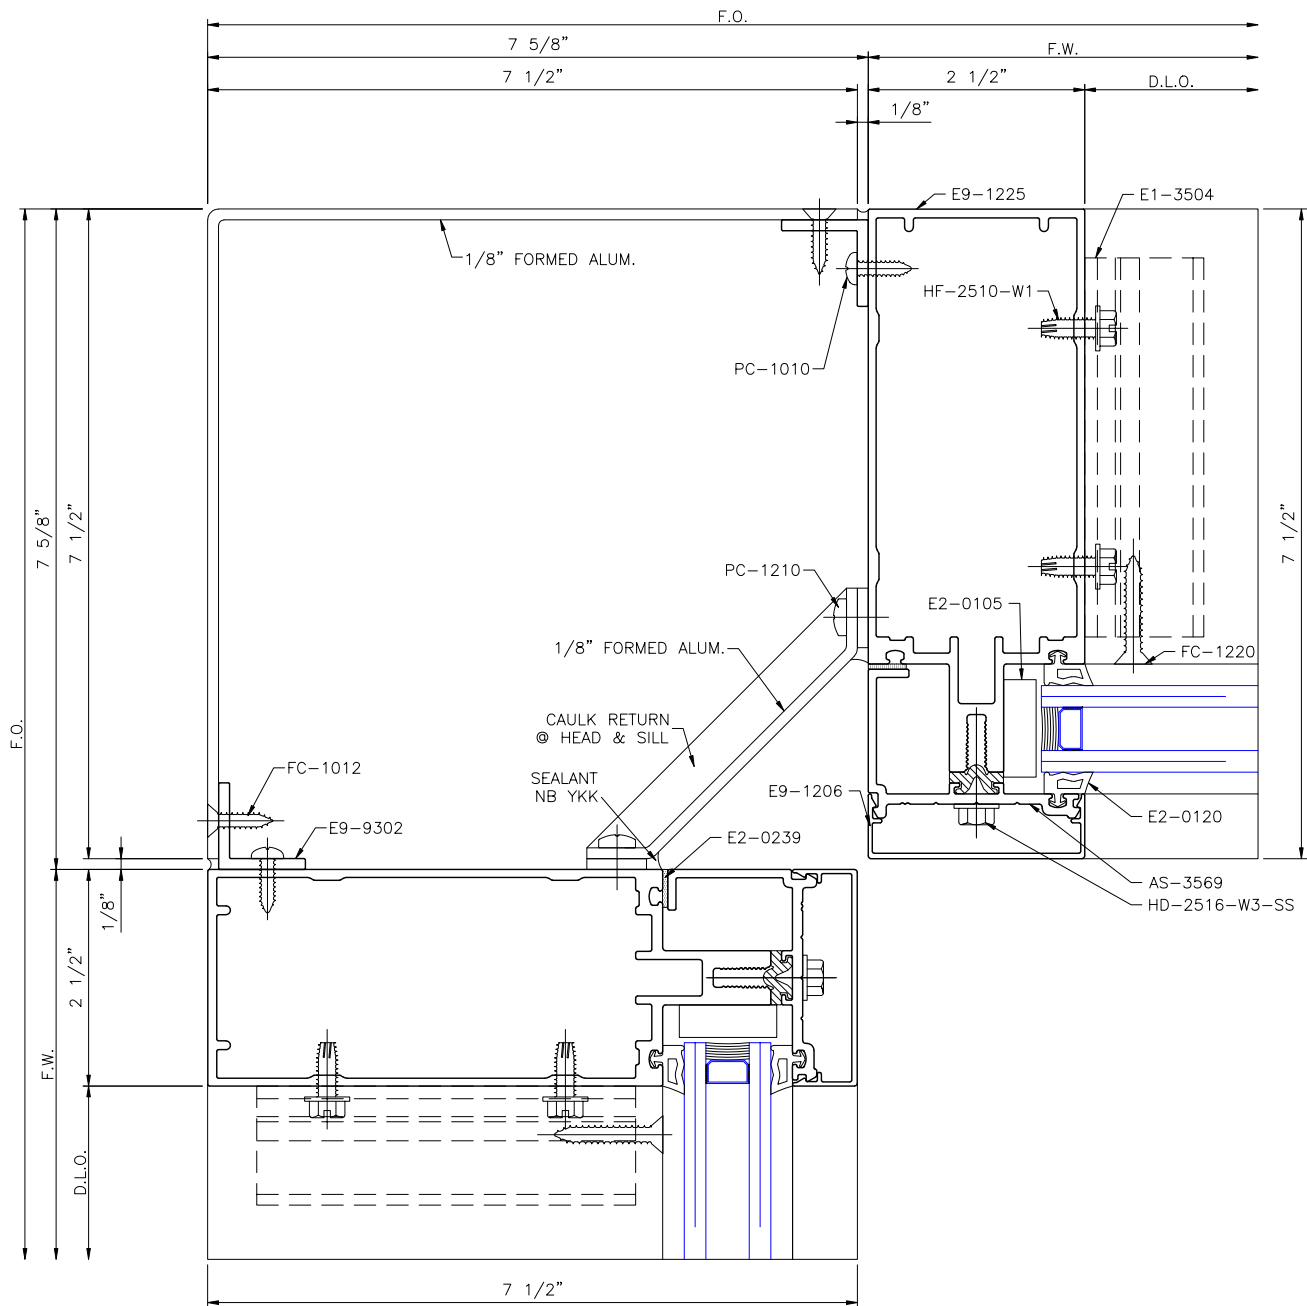 F.O.
7 5/8"
F.W.
7 1/2"
2 1/2"
D.L.O.
1/8"
E9-1225
E1-3504
1/8" FORMED ALUM.
HF-2510-W1
PC-1010
7 5/8"
7 1/2"
7 1/2"
PC-1210
E2-0105
1/8" FORMED ALUM.
FC-1220
CAULK RETURN
@ HEAD & SILL
F.O.
FC-1012
SEALANT
NB YKK
E9-1206
E2-0120
E9-9302
E2-0239
AS-3569
HD-2516-W3-SS
1/8"
2 1/2"
F.W.
D.L.O.
7 1/2"